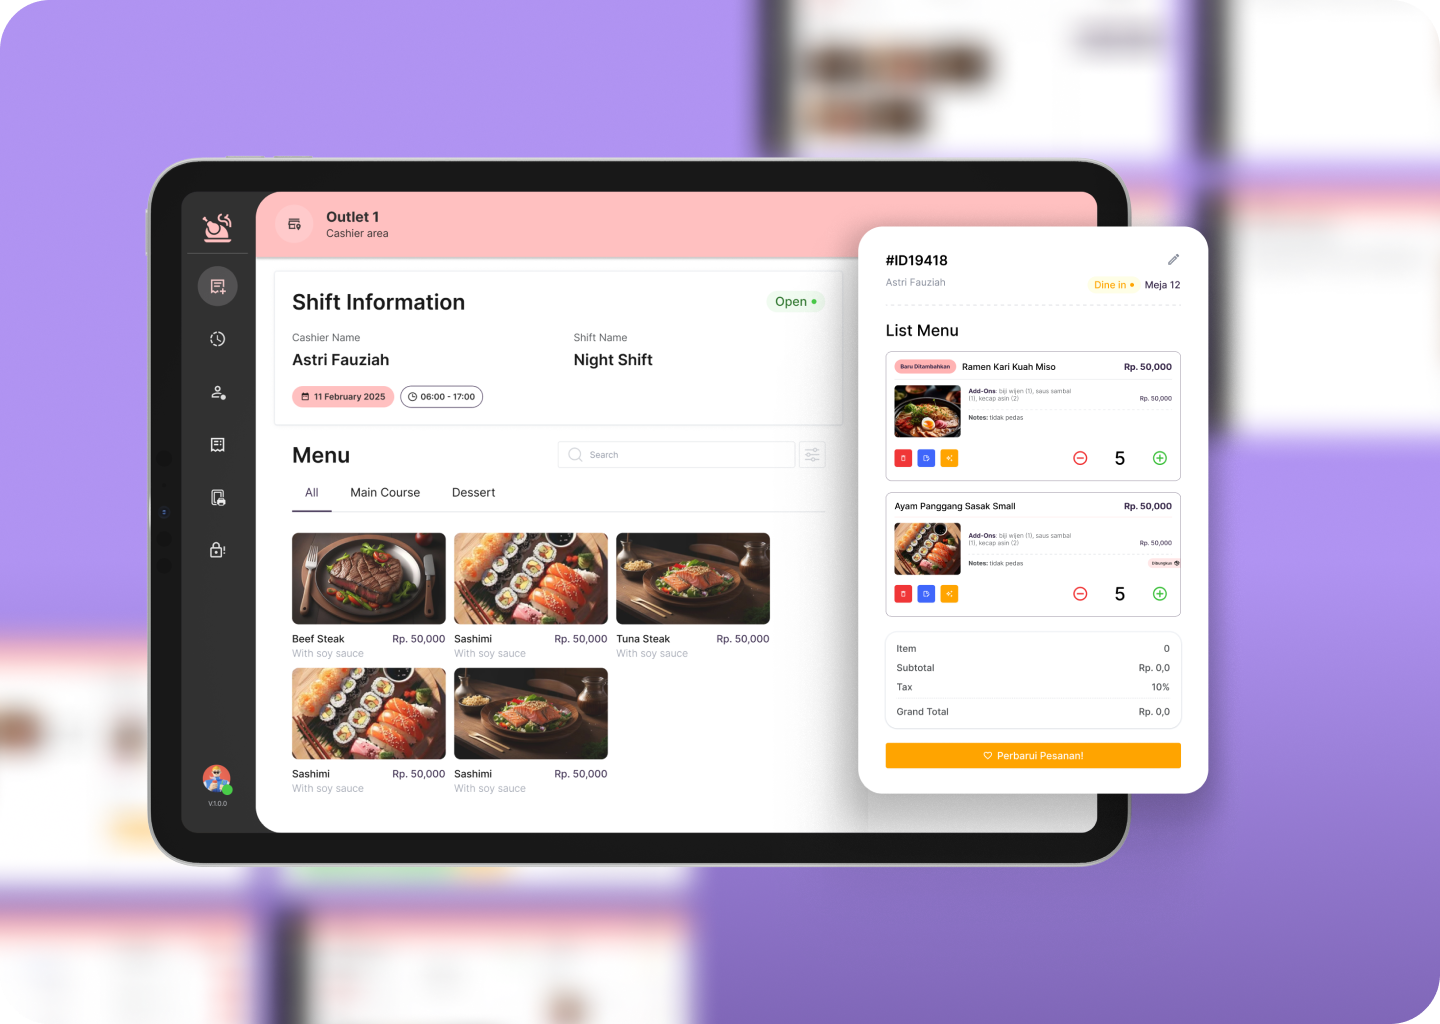 Outlet 1
Cashier area
Shift Information
Open
Cashier Name
Shift Name
Astri Fauziah
Night Shift
11 February 2025
06:00 - 17:00
Menu
Search
All
Main Course
Dessert
Beef Steak
Rp. 50,000
With soy sauce
Sashimi
Rp. 50,000
With soy sauce
Tuna Steak
Rp. 50,000
With soy sauce
Sashimi
Rp. 50,000
With soy sauce
Sashimi
Rp. 50,000
With soy sauce
V.1.0.0
#ID19418
Astri Fauziah
Dine in
Meja 12
List Menu
Baru Ditambahkan
Ramen Kari Kuah Miso
Rp. 50,000
Add-Ons: biji wijen (1), saus sambal
(1), kecap asin (2)
Rp. 50,000
Notes: tidak pedas
5
Ayam Panggang Sasak Small
Rp. 50,000
Add-Ons: biji wijen (1), saus sambal
(1), kecap asin (2)
Rp. 50,000
Notes: tidak pedas
Dibungkus
5
Item
0
Subtotal
Rp. 0,0
Tax
10%
Grand Total
Rp. 0,0
Perbarui Pesanan!